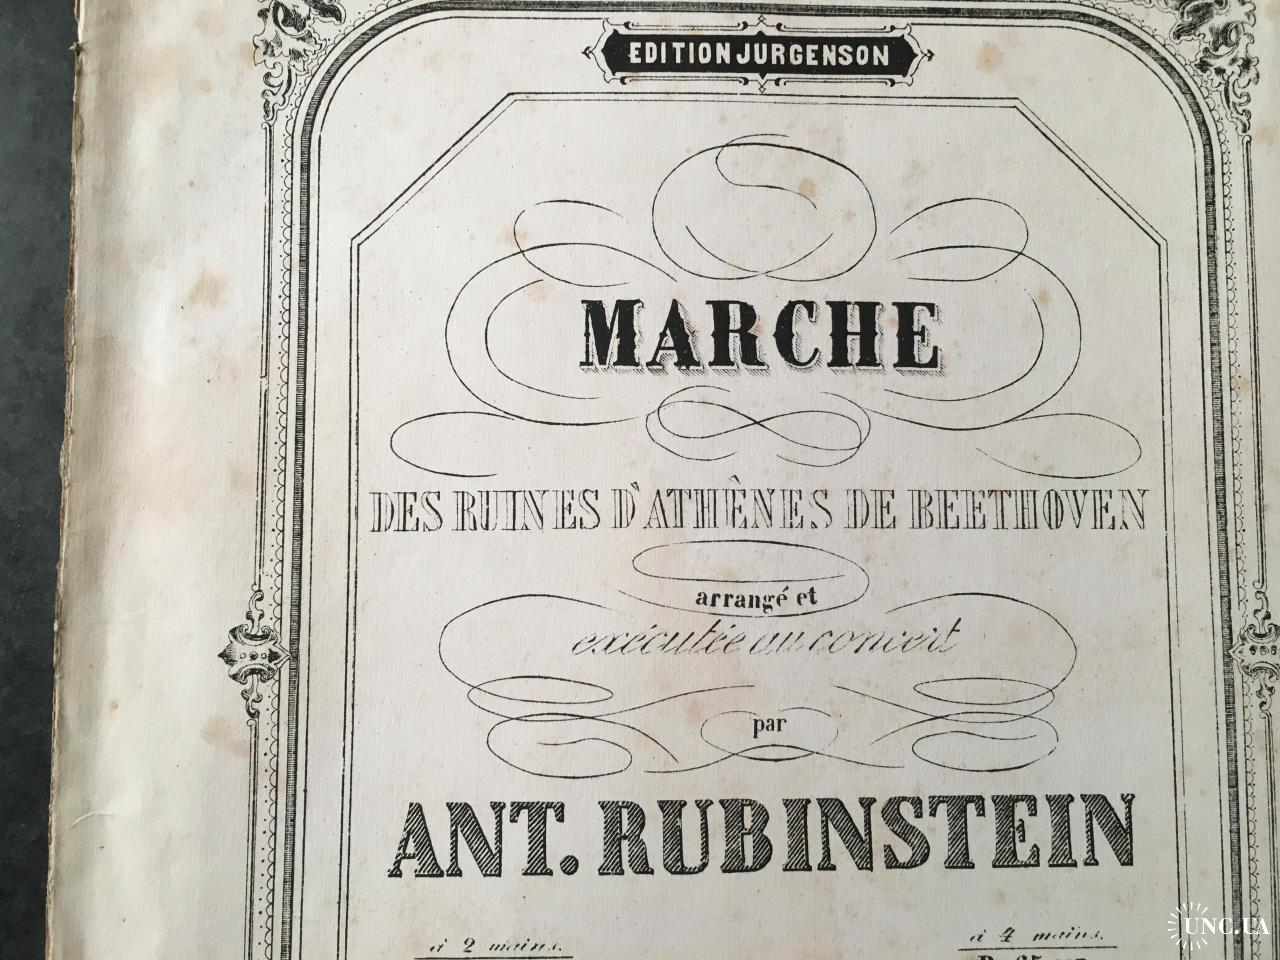 EDITION JURGENSON
MARCHE
DES RUINES D'ATHÈNES DE BEETHOVEN
arrangé et
exécutée au concert
par
ANT. RUBINSTEIN
à 2 mains.
à 4 mains.
UNC.UA